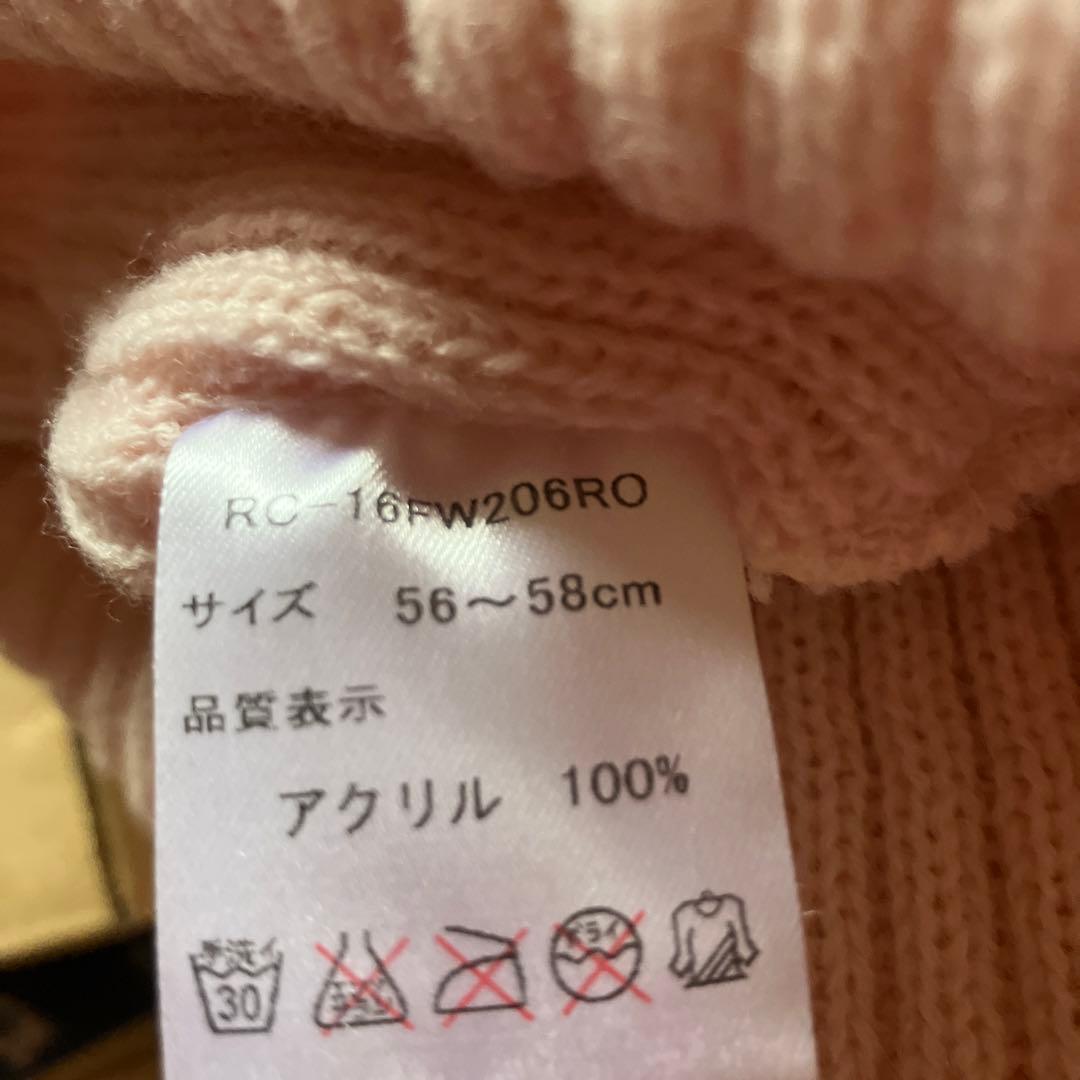 RC-16FW206RO
サイズ 56～58cm
品質表示
アクリル 100%
手洗イ 30 ドライ